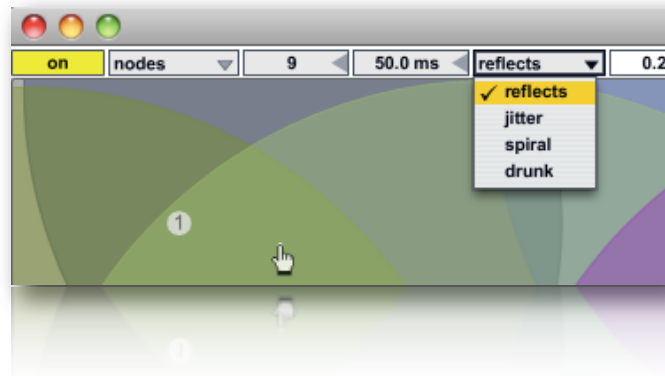 on nodes 9 50.0 ms reflects 0.2
✓ reflects
jitter
spiral
drunk
1